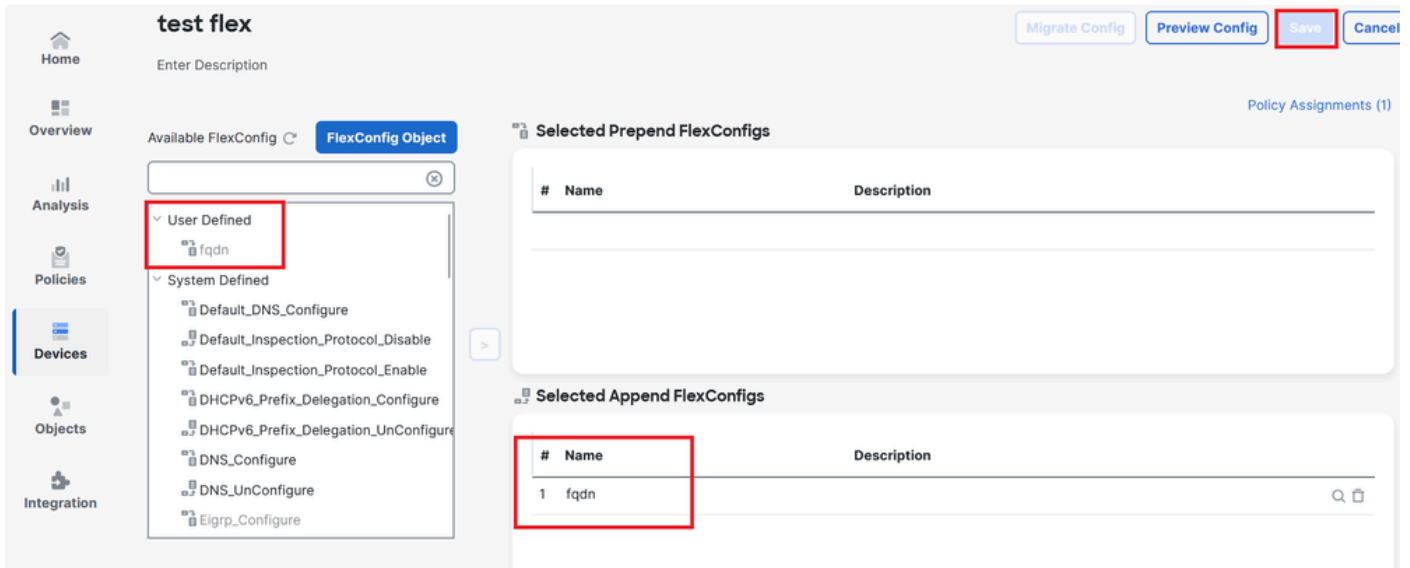 test flex
Migrate Config
Preview Config
Save
Cancel
Enter Description
Policy Assignments (1)
Home
Overview
Analysis
Policies
Devices
Objects
Integration
Available FlexConfig
FlexConfig Object
User Defined
fqdn
System Defined
Default_DNS_Configure
Default_Inspection_Protocol_Disable
Default_Inspection_Protocol_Enable
DHCPv6_Prefix_Delegation_Configure
DHCPv6_Prefix_Delegation_UnConfigure
DNS_Configure
DNS_UnConfigure
Eigrp_Configure
>
Selected Prepend FlexConfigs
# Name Description
Selected Append FlexConfigs
# Name Description
1 fqdn